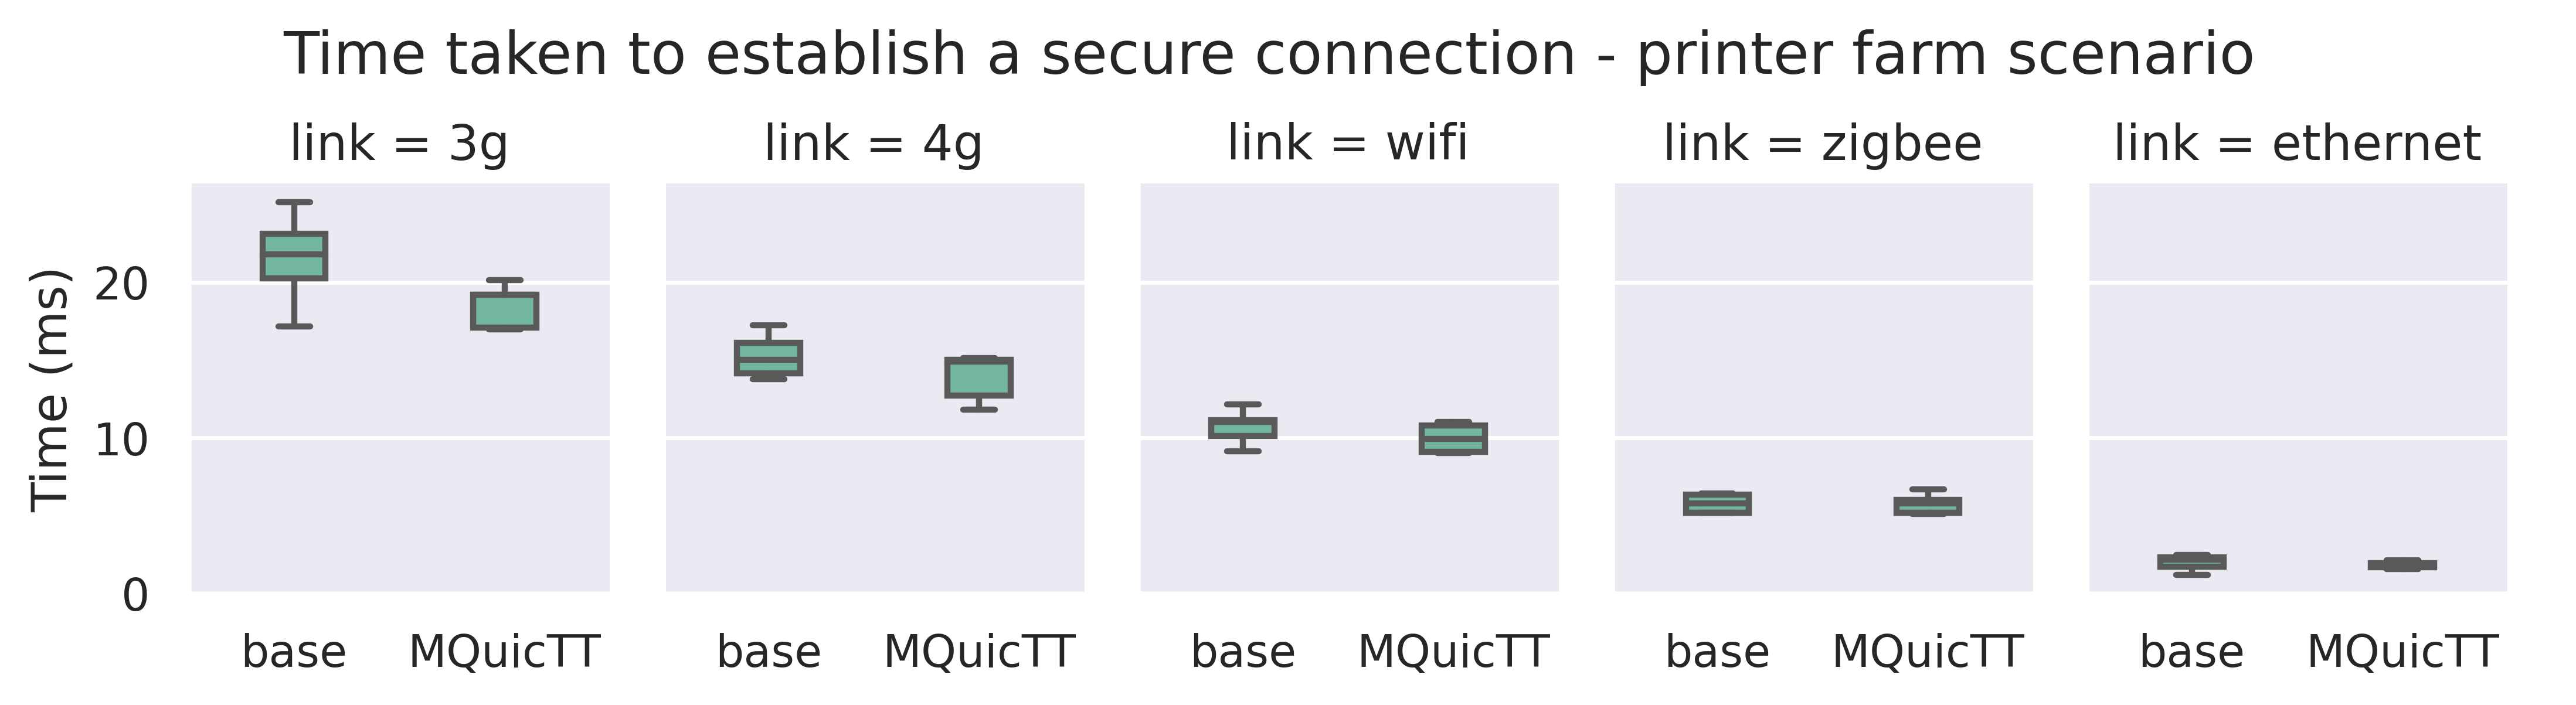 Time taken to establish a secure connection - printer farm scenario
link = 3g
link = 4g
link = wifi
link = zigbee
link = ethernet
Time (ms)
20
10
0
base MQuicTT
base MQuicTT
base MQuicTT
base MQuicTT
base MQuicTT